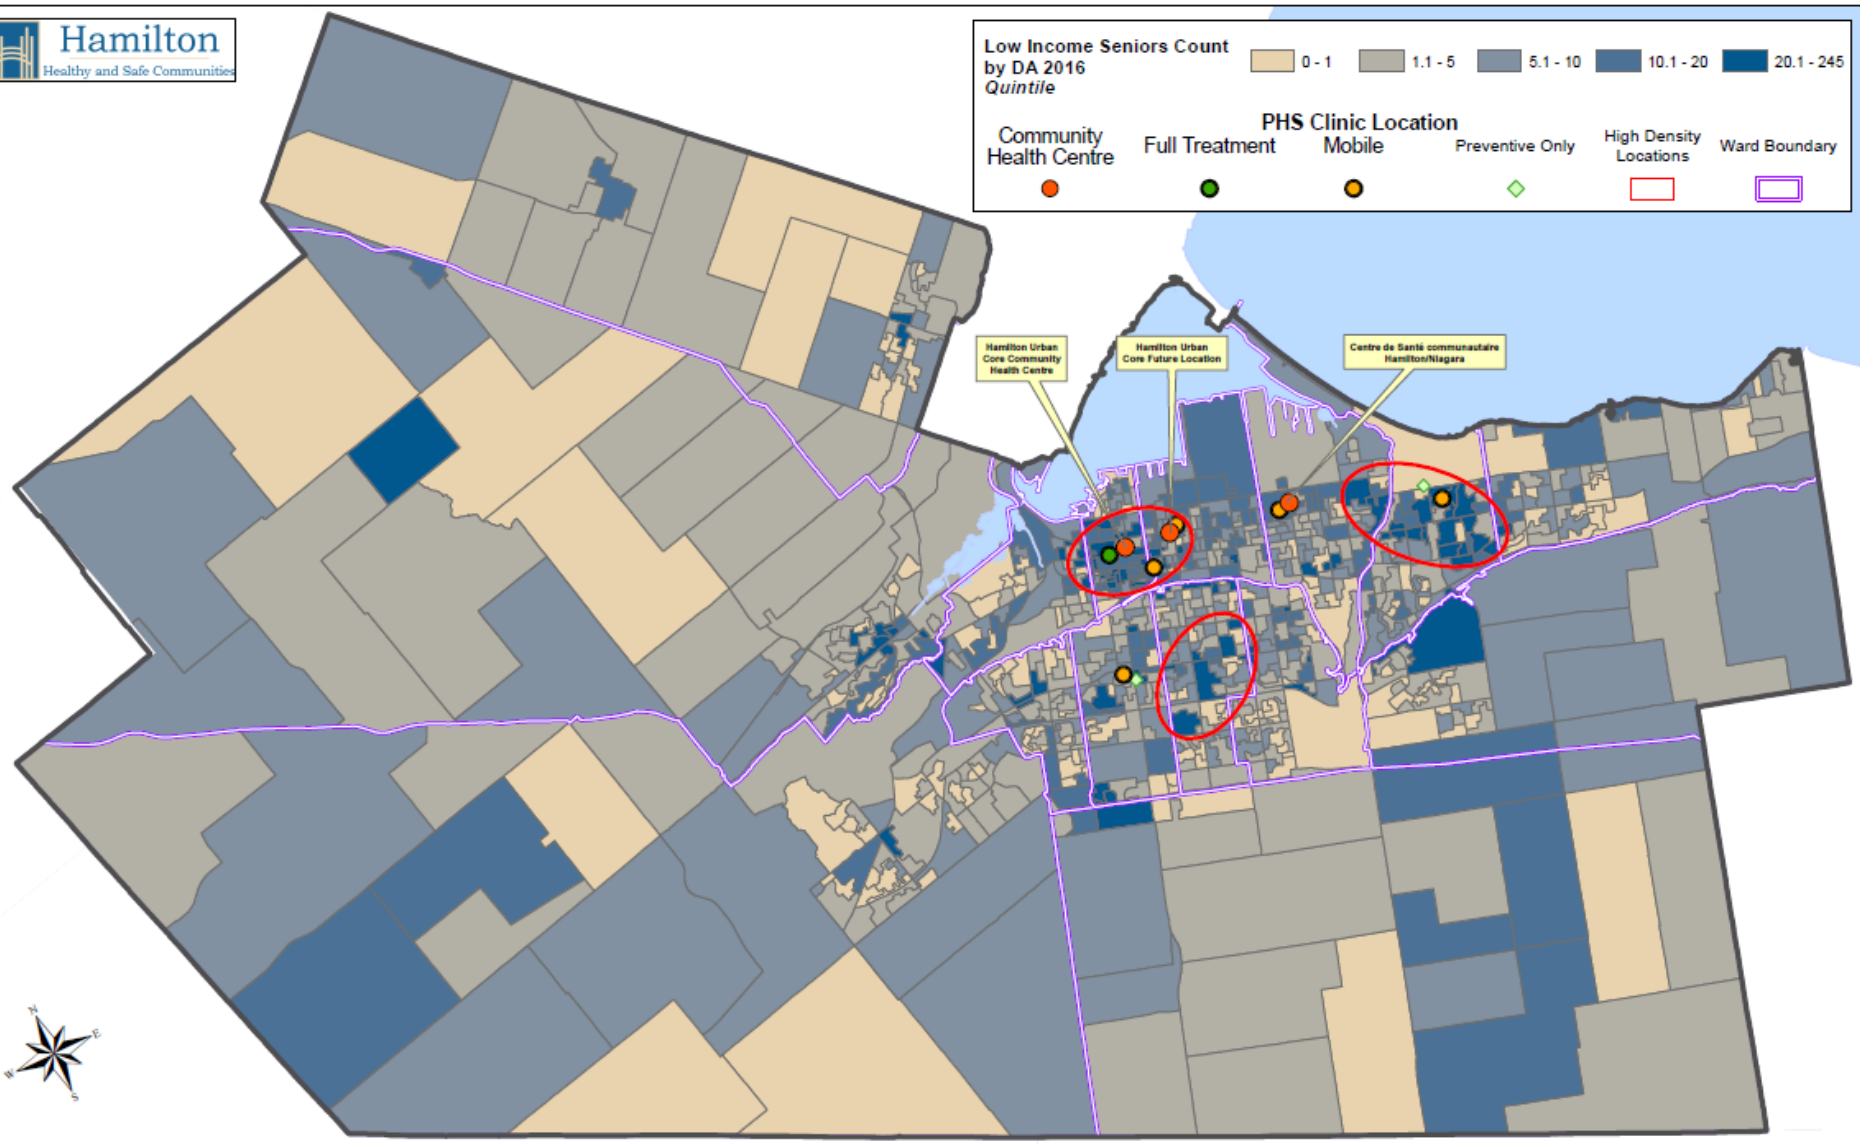 Hamilton
Healthy and Safe Communities
Low Income Seniors Count
by DA 2016
Quintile
0 - 1
1.1 - 5
5.1 - 10
10.1 - 20
20.1 - 245
PHS Clinic Location
Community
Health Centre
Full Treatment
Mobile
Preventive Only
High Density
Locations
Ward Boundary
Hamilton Urban
Core Community
Health Centre
Hamilton Urban
Core Future Location
Centre de Santé communautaire
Hamilton/Niagara
N
E
W
S